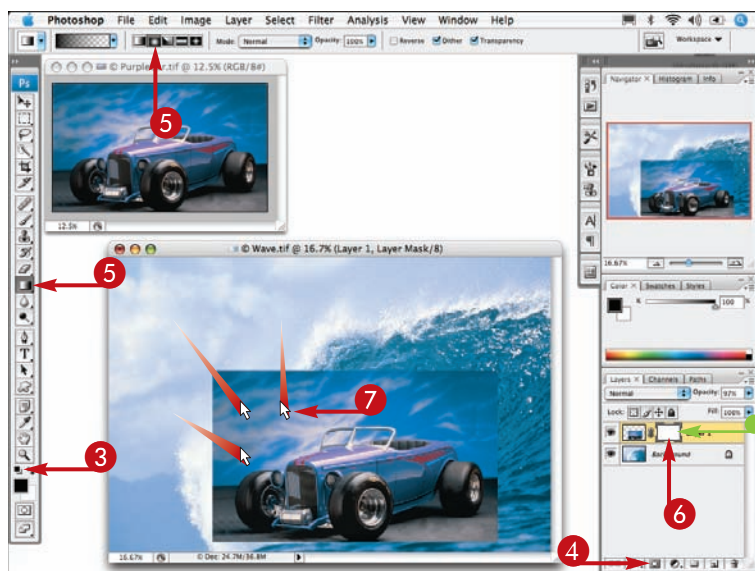 Photoshop File Edit Image Layer Select Filter Analysis View Window Help
Mode: Normal Opacity: 100% Reverse Dither Transparency Workspace
5
© Purple .tif @ 12.5% (RGB/8#)
Ps
12.5%
5
3
© Wave.tif @ 16.7% (Layer 1, Layer Mask/8)
7
16.67% Doc: 24.7M/36.8M
Navigator × Histogram Info
16.67%
Color × Swatches Styles
K 100 %
Layers × Channels Paths
Normal Opacity: 97%
Lock: Fill: 100%
Background
6
4
A
T